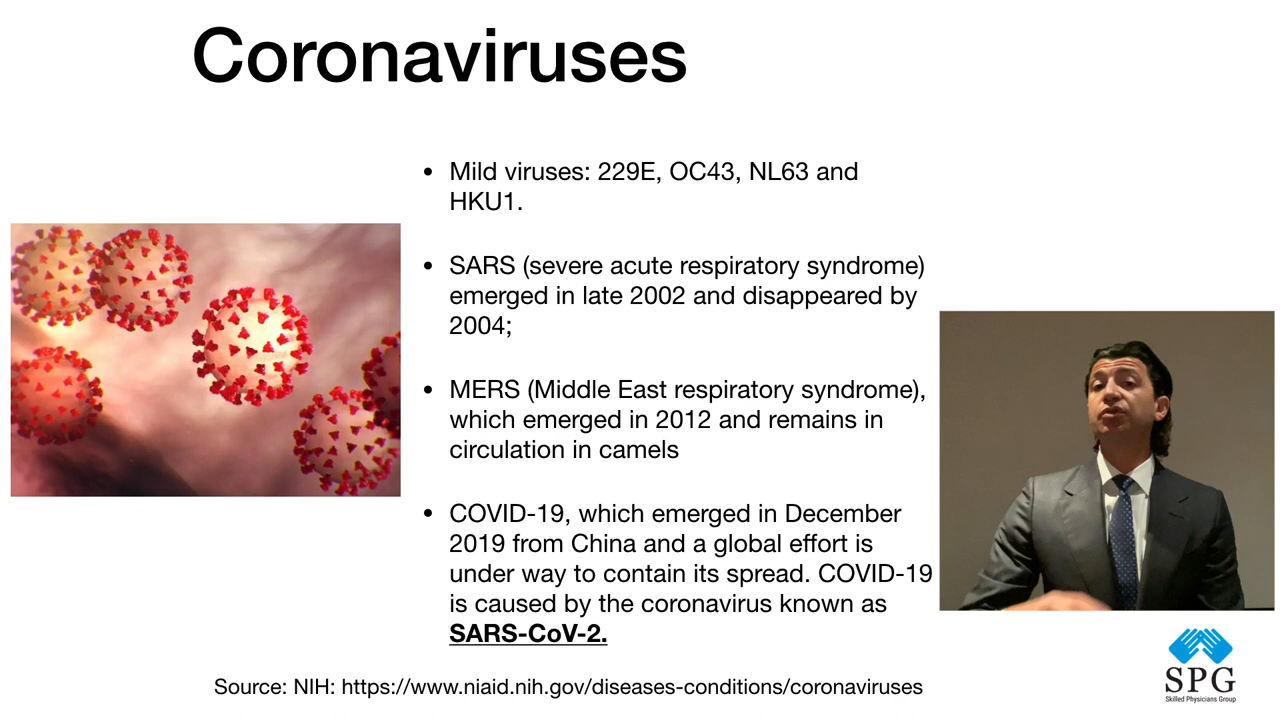 Coronaviruses
• Mild viruses: 229E, OC43, NL63 and
HKU1.
• SARS (severe acute respiratory syndrome)
emerged in late 2002 and disappeared by
2004;
• MERS (Middle East respiratory syndrome),
which emerged in 2012 and remains in
circulation in camels
• COVID-19, which emerged in December
2019 from China and a global effort is
under way to contain its spread. COVID-19
is caused by the coronavirus known as
SARS-CoV-2.
Source: NIH: https://www.niaid.nih.gov/diseases-conditions/coronaviruses
SPG
Skilled Physicians Group